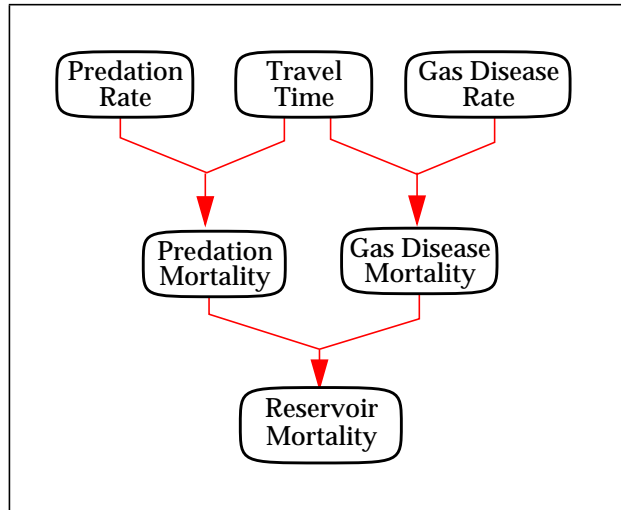 Predation
Rate
Travel
Time
Gas Disease
Rate
Predation
Mortality
Gas Disease
Mortality
Reservoir
Mortality